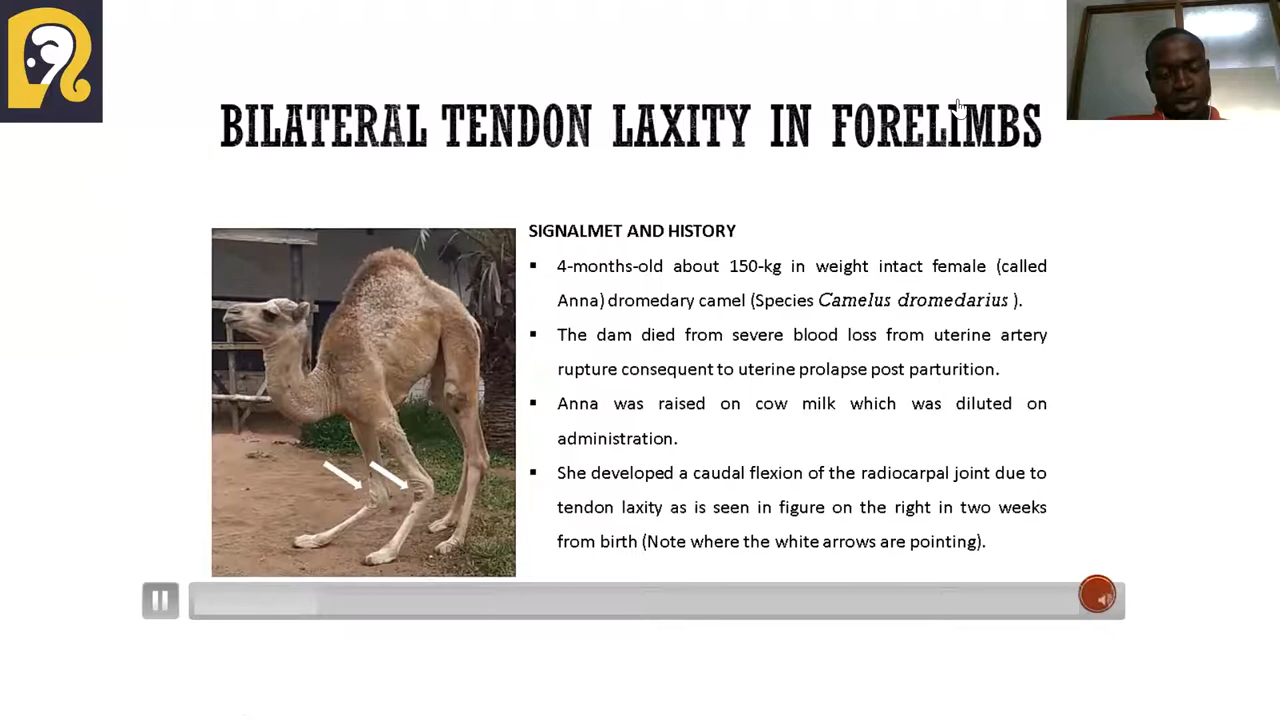 BILATERAL TENDON LAXITY IN FORELIMBS
SIGNALMET AND HISTORY
▪ 4-months-old about 150-kg in weight intact female (called
Anna) dromedary camel (Species Camelus dromedarius ).
▪ The dam died from severe blood loss from uterine artery
rupture consequent to uterine prolapse post parturition.
▪ Anna was raised on cow milk which was diluted on
administration.
▪ She developed a caudal flexion of the radiocarpal joint due to
tendon laxity as is seen in figure on the right in two weeks
from birth (Note where the white arrows are pointing).